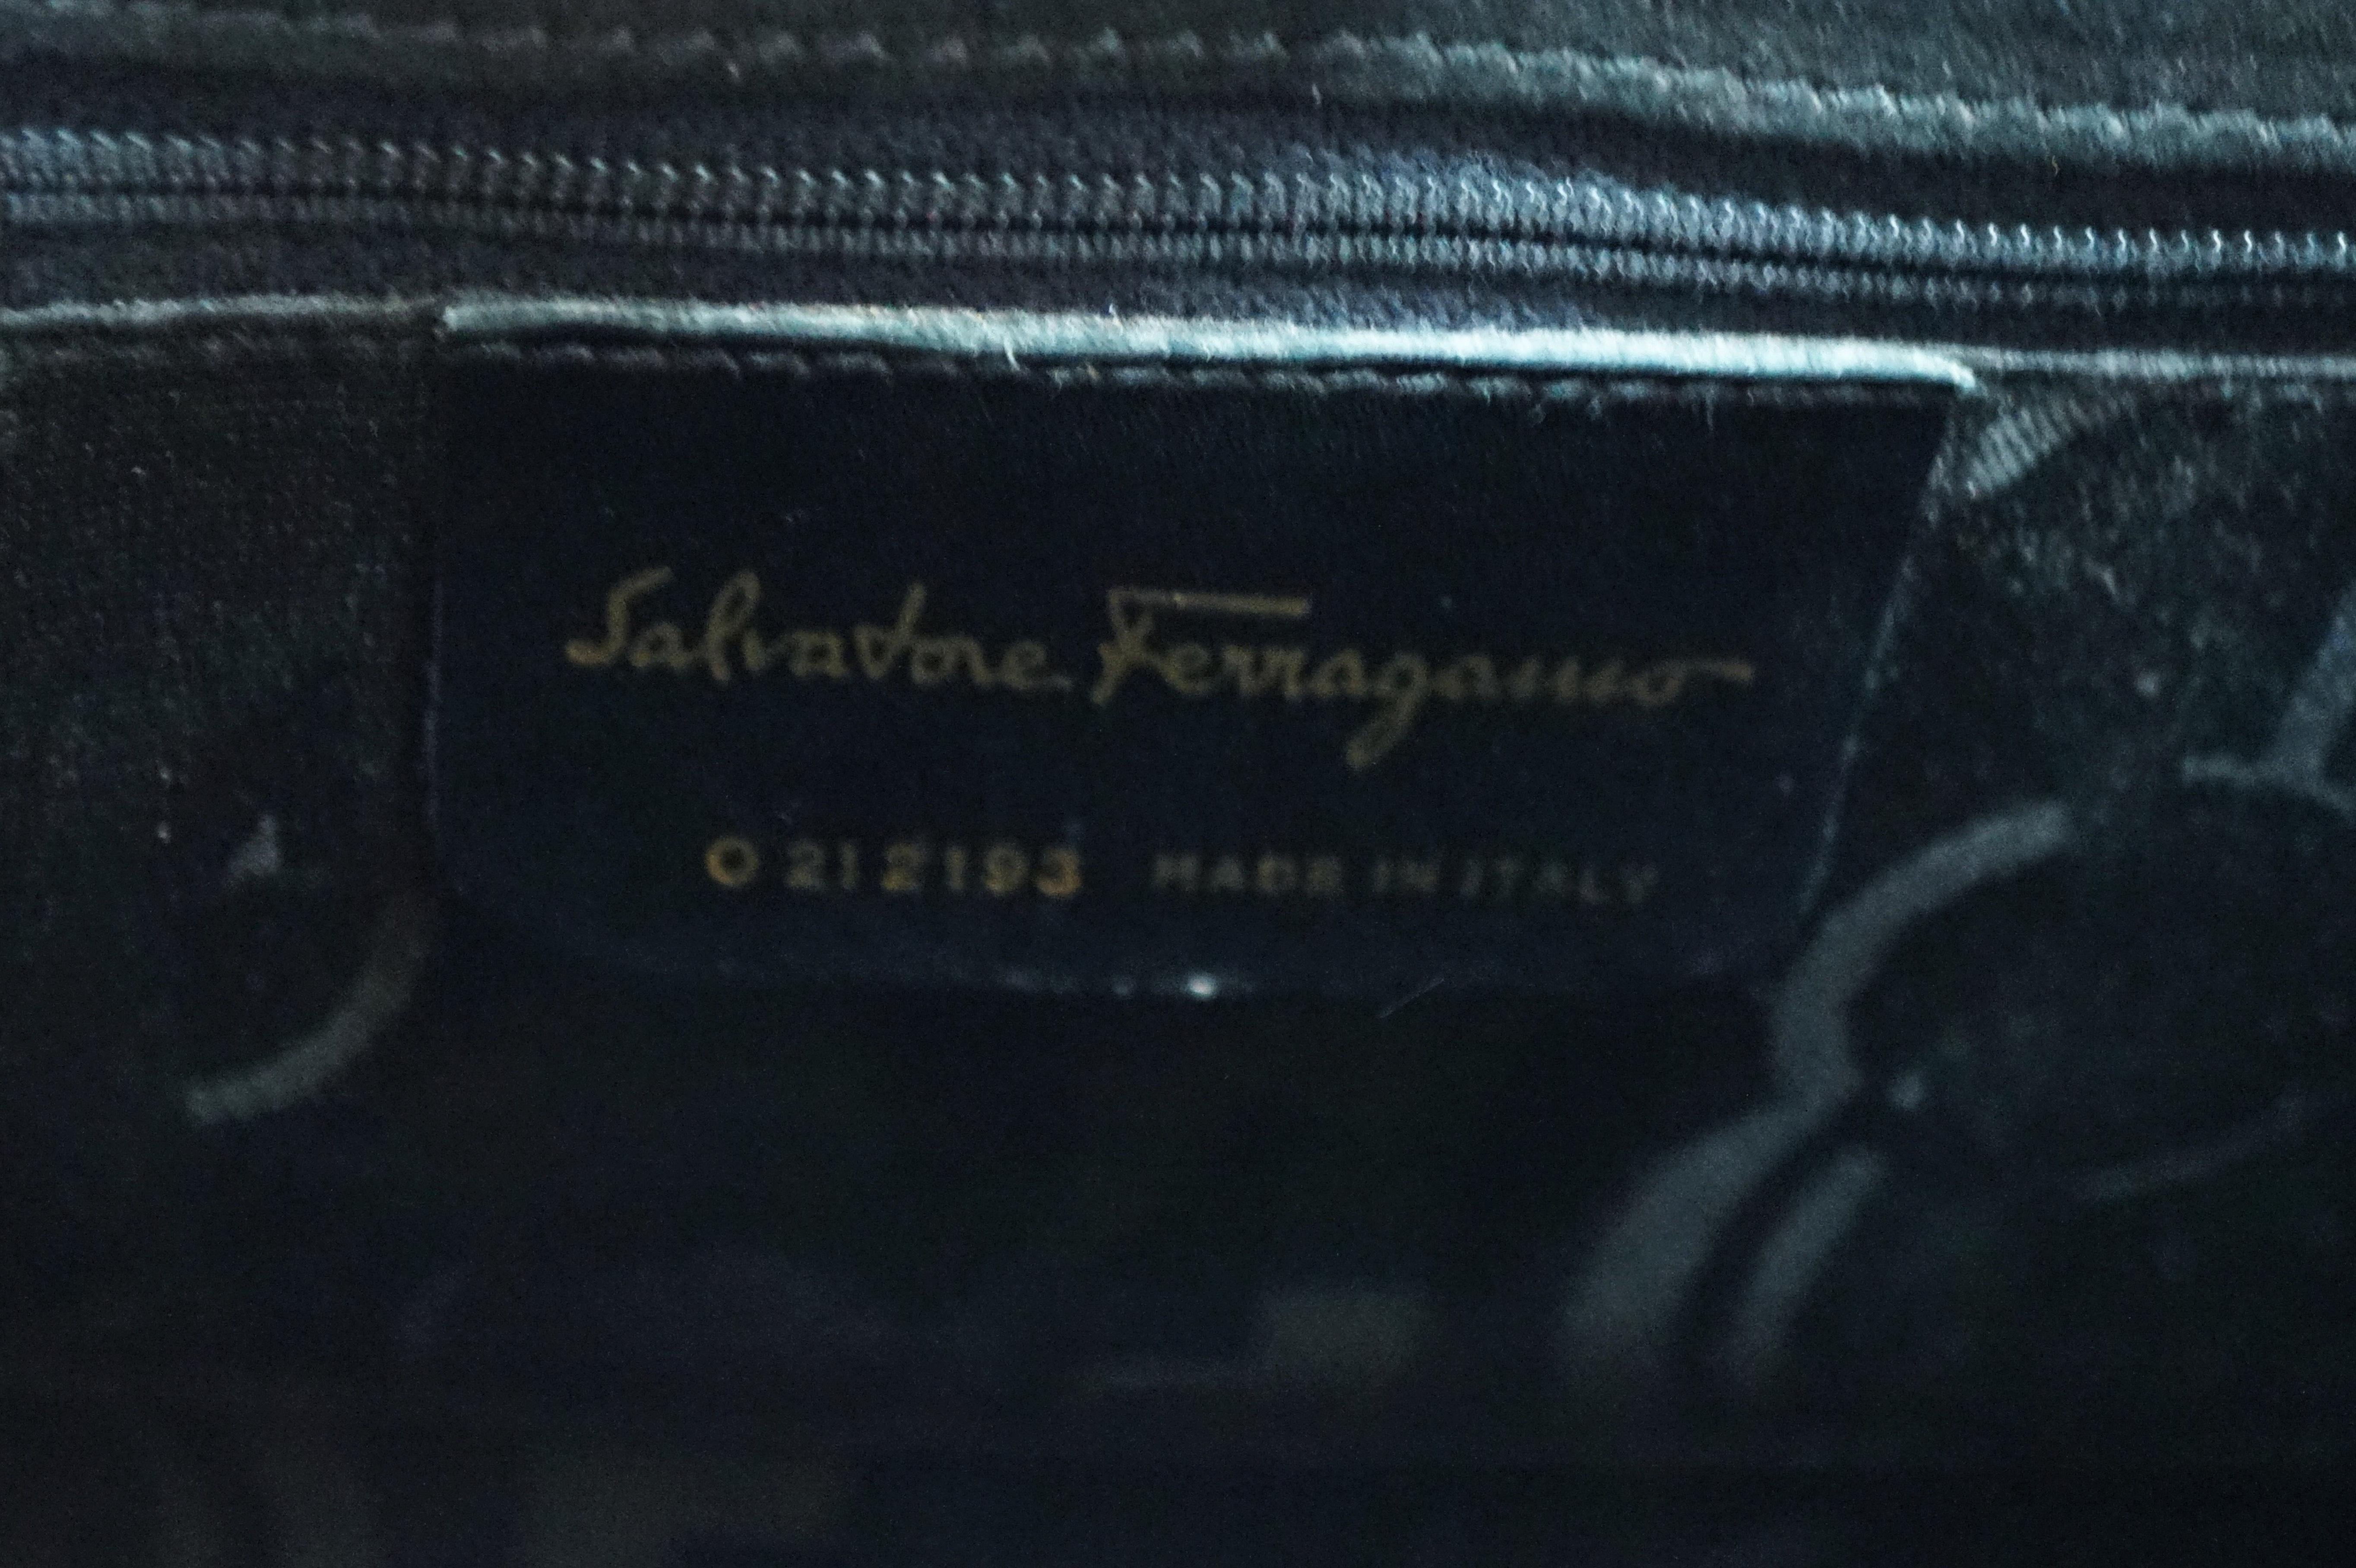 Salvatore Ferragamo
O 212193 MADE IN ITALY